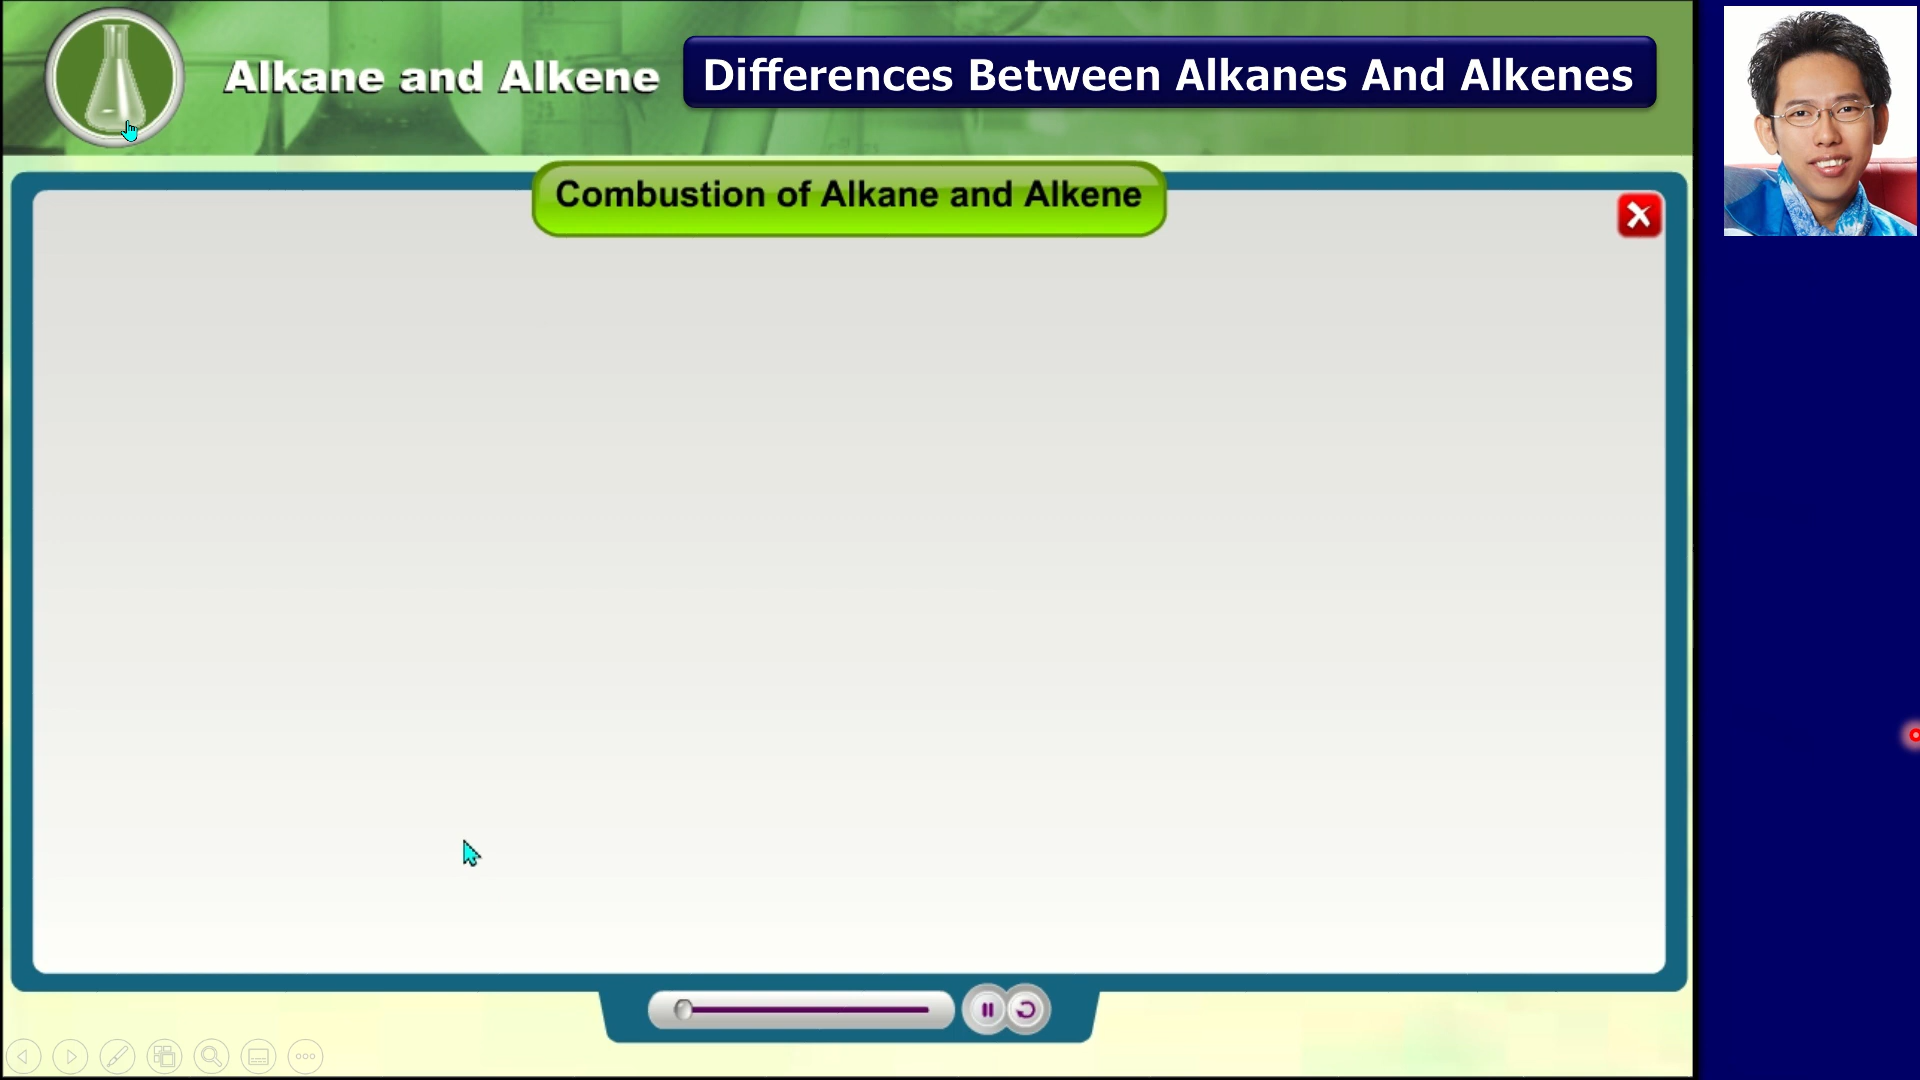 Alkane and Alkene
Differences Between Alkanes And Alkenes
Combustion of Alkane and Alkene